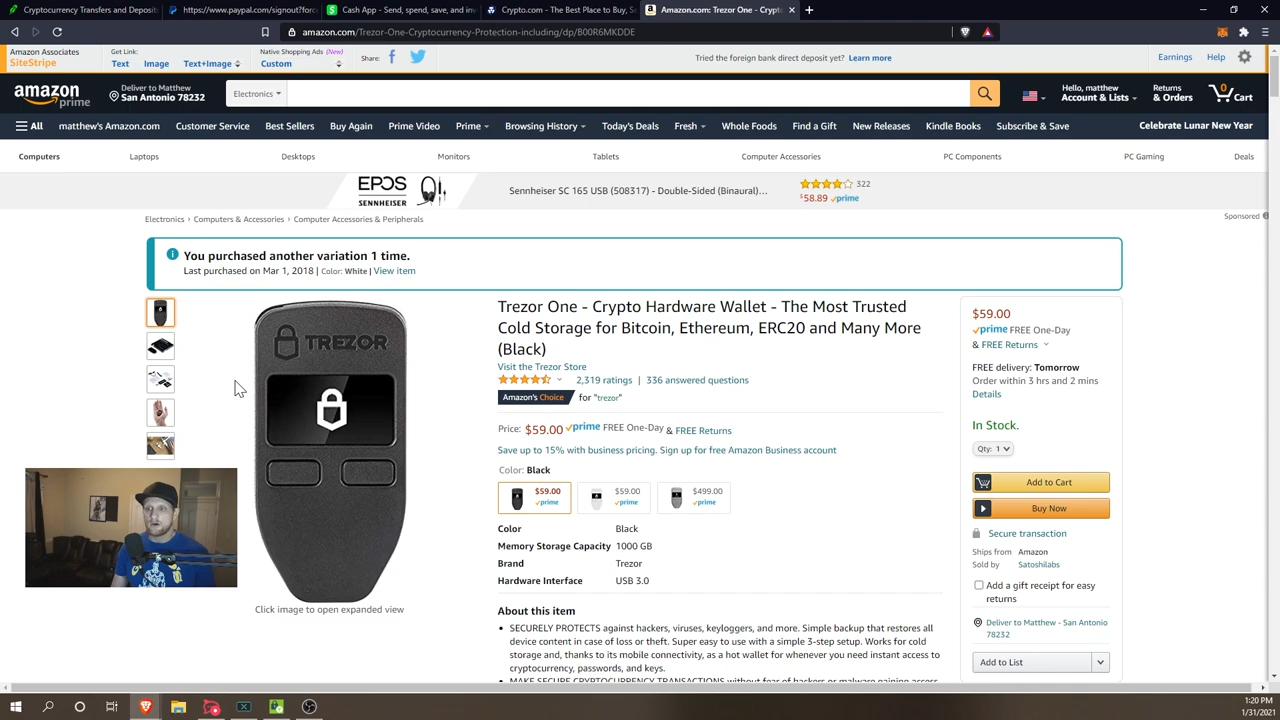 Cryptocurrency Transfers and Deposit
https://www.paypal.com/signout?forc
Cash App - Send, spend, save, and inv
Crypto.com - The Best Place to Buy, S
Amazon.com: Trezor One - Crypto
amazon.com/Trezor-One-Cryptocurrency-Protection-including/dp/B00R6MKDDE
Amazon Associates
SiteStripe
Get Link:
Text Image Text+Image
Native Shopping Ads (New)
Custom
Share:
Tried the foreign bank direct deposit yet? Learn more
Earnings Help
amazon prime
Deliver to Matthew
San Antonio 78232
Electronics
Hello, matthew
Account & Lists
Returns
& Orders
0
Cart
All matthew's Amazon.com Customer Service Best Sellers Buy Again Prime Video Prime Browsing History Today's Deals Fresh Whole Foods Find a Gift New Releases Kindle Books Subscribe & Save Celebrate Lunar New Year
Computers Laptops Desktops Monitors Tablets Computer Accessories PC Components PC Gaming Deals
EPOS
SENNHEISER
Sennheiser SC 165 USB (508317) - Double-Sided (Binaural)...
322
$58.89 prime
Sponsored
Electronics › Computers & Accessories › Computer Accessories & Peripherals
You purchased another variation 1 time.
Last purchased on Mar 1, 2018 | Color: White | View item
TREZOR
Click image to open expanded view
Trezor One - Crypto Hardware Wallet - The Most Trusted
Cold Storage for Bitcoin, Ethereum, ERC20 and Many More
(Black)
Visit the Trezor Store
2,319 ratings | 336 answered questions
Amazon's Choice for "trezor"
Price: $59.00 prime FREE One-Day & FREE Returns
Save up to 15% with business pricing. Sign up for free Amazon Business account
Color: Black
$59.00
prime
$59.00
prime
$499.00
prime
Color Black
Memory Storage Capacity 1000 GB
Brand Trezor
Hardware Interface USB 3.0
About this item
• SECURELY PROTECTS against hackers, viruses, keyloggers, and more. Simple backup that restores all
device content in case of loss or theft. Super easy to use with a simple 3-step setup. Works for cold
storage and, thanks to its mobile connectivity, as a hot wallet for whenever you need instant access to
cryptocurrency, passwords, and keys.
• MAKE SECURE CRYPTOCURRENCY TRANSACTIONS without fear of hackers or malware gaining access
$59.00
prime FREE One-Day
& FREE Returns
FREE delivery: Tomorrow
Order within 3 hrs and 2 mins
Details
In Stock.
Qty: 1
Add to Cart
Buy Now
Secure transaction
Ships from Amazon
Sold by Satoshilabs
Add a gift receipt for easy
returns
Deliver to Matthew - San Antonio
78232
Add to List
1:20 PM
1/31/2021